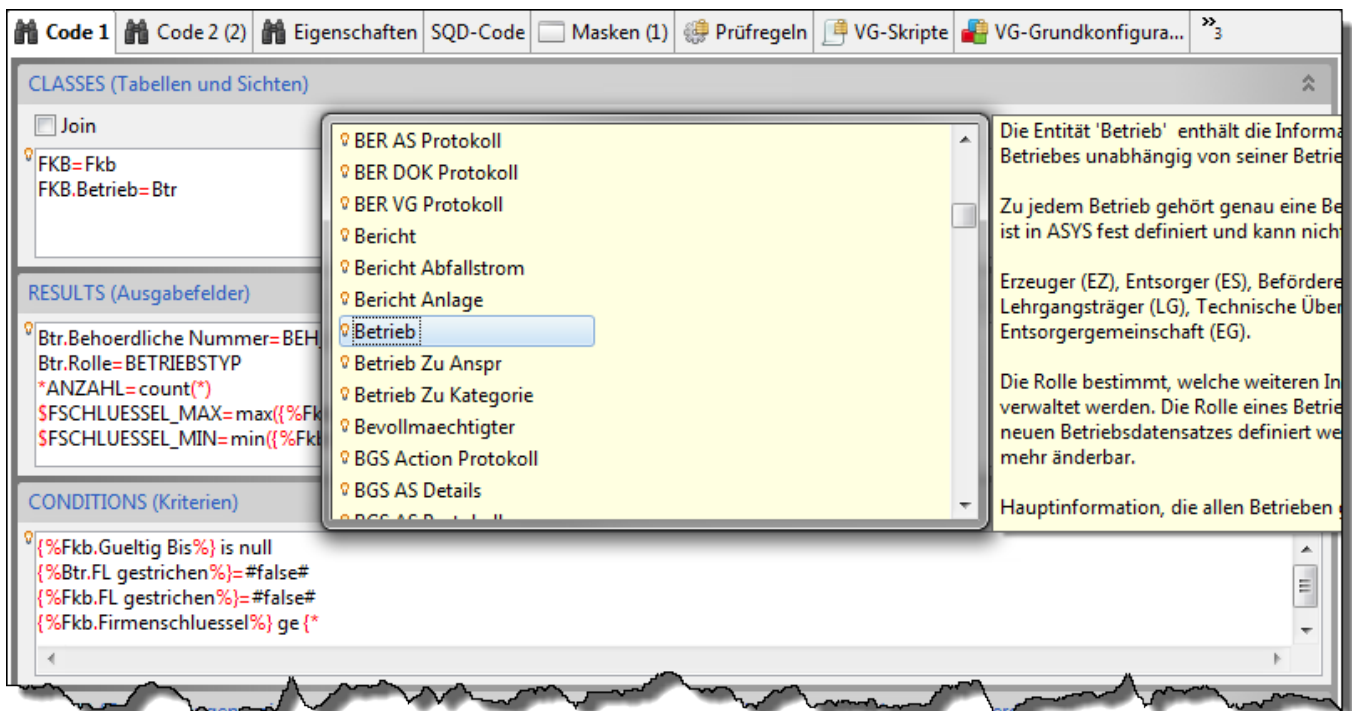 Code 1 Code 2 (2) Eigenschaften SQD-Code Masken (1) Prüfregeln VG-Skripte VG-Grundkonfigura... »3
CLASSES (Tabellen und Sichten)
Join
FKB=Fkb
FKB.Betrieb=Btr
RESULTS (Ausgabefelder)
Btr.Behoerdliche Nummer=BEH_
Btr.Rolle=BETRIEBSTYP
*ANZAHL=count(*)
$FSCHLUESSEL_MAX=max({%Fk
$FSCHLUESSEL_MIN=min({%Fkb
CONDITIONS (Kriterien)
{%Fkb.Gueltig Bis%} is null
{%Btr.FL gestrichen%}=#false#
{%Fkb.FL gestrichen%}=#false#
{%Fkb.Firmenschluessel%} ge {*
BER AS Protokoll
BER DOK Protokoll
BER VG Protokoll
Bericht
Bericht Abfallstrom
Bericht Anlage
Betrieb
Betrieb Zu Anspr
Betrieb Zu Kategorie
Bevollmaechtigter
BGS Action Protokoll
BGS AS Details
Die Entität 'Betrieb' enthält die Informa
Betriebes unabhängig von seiner Betrie
Zu jedem Betrieb gehört genau eine Be
ist in ASYS fest definiert und kann nich
Erzeuger (EZ), Entsorger (ES), Befördere
Lehrgangsträger (LG), Technische Über
Entsorgergemeinschaft (EG).
Die Rolle bestimmt, welche weiteren In
verwaltet werden. Die Rolle eines Betrie
neuen Betriebsdatensatzes definiert we
mehr änderbar.
Hauptinformation, die allen Betrieben